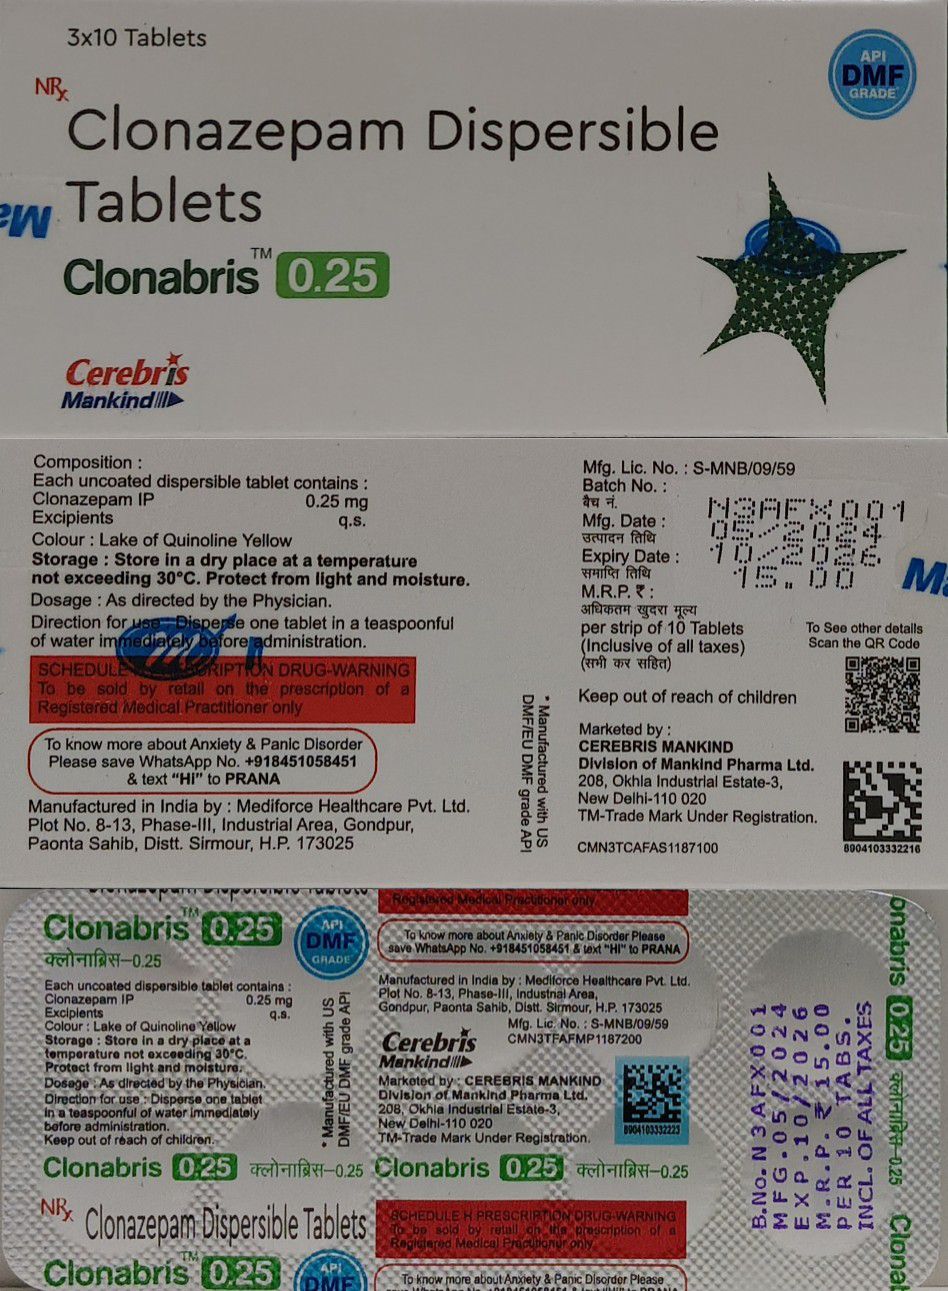 3x10 Tablets
API
DMF
GRADE*
NRx
Clonazepam Dispersible
Tablets
Clonabris™ 0.25
Cerebris
Mankind
Composition :
Each uncoated dispersible tablet contains :
Clonazepam IP 0.25 mg
Excipients q.s.
Colour : Lake of Quinoline Yellow
Storage : Store in a dry place at a temperature
not exceeding 30°C. Protect from light and moisture.
Dosage : As directed by the Physician.
Direction for use : Disperse one tablet in a teaspoonful
of water immediately before administration.
SCHEDULE PRESCRIPTION DRUG-WARNING
To be sold by retail on the prescription of a
Registered Medical Practitioner only
To know more about Anxiety & Panic Disorder
Please save WhatsApp No. +918451058451
& text “Hi” to PRANA
Manufactured in India by : Mediforce Healthcare Pvt. Ltd.
Plot No. 8-13, Phase-III, Industrial Area, Gondpur,
Paonta Sahib, Distt. Sirmour, H.P. 173025
* Manufactured with US
DMF/EU DMF grade API
Mfg. Lic. No. : S-MNB/09/59
Batch No. :
बैच नं. N3AFX001
Mfg. Date : 05/2024
उत्पादन तिथि
Expiry Date : 10/2026
समाप्ति तिथि
M.R.P. ₹ : 15.00
अधिकतम खुदरा मूल्य
per strip of 10 Tablets
(Inclusive of all taxes)
(सभी कर सहित)
To See other details
Scan the QR Code
Keep out of reach of children
Marketed by :
CEREBRIS MANKIND
Division of Mankind Pharma Ltd.
208, Okhla Industrial Estate-3,
New Delhi-110 020
TM-Trade Mark Under Registration.
CMN3TCAFAS1187100
8904103332216
Clonazepam Dispersible Tablets
Clonabris™ 0.25
क्लोनाब्रिस–0.25
API
DMF
GRADE*
Each uncoated dispersible tablet contains :
Clonazepam IP 0.25 mg
Excipients q.s.
Colour : Lake of Quinoline Yellow
Storage : Store in a dry place at a
temperature not exceeding 30°C.
Protect from light and moisture.
Dosage : As directed by the Physician.
Direction for use : Disperse one tablet
in a teaspoonful of water immediately
before administration.
Keep out of reach of children.
* Manufactured with US
DMF/EU DMF grade API
Registered Medical Practitioner only
To know more about Anxiety & Panic Disorder Please
save WhatsApp No. +918451058451 & text “Hi” to PRANA
Manufactured in India by : Mediforce Healthcare Pvt. Ltd.
Plot No. 8-13, Phase-III, Industrial Area,
Gondpur, Paonta Sahib, Distt. Sirmour, H.P. 173025
Mfg. Lic. No. : S-MNB/09/59
CMN3TFAFMP1187200
Cerebris
Mankind
Marketed by : CEREBRIS MANKIND
Division of Mankind Pharma Ltd.
208, Okhla Industrial Estate-3,
New Delhi-110 020
TM-Trade Mark Under Registration.
8904103332223
Clonabris 0.25 क्लोनाब्रिस–0.25 Clonabris 0.25 क्लोनाब्रिस–0.25
NRx
Clonazepam Dispersible Tablets
Clonabris™ 0.25
API
DMF
SCHEDULE H PRESCRIPTION DRUG-WARNING
To be sold by retail on the prescription of a
Registered Medical Practitioner only
To know more about Anxiety & Panic Disorder Please
B.No.N3AFX001
MFG.05/2024
EXP.10/2026
M.R.P. ₹15.00
PER 10 TABS.
INCL.OF ALL TAXES
onabris 0.25 क्लोनाब्रिस–0.25 Clonab